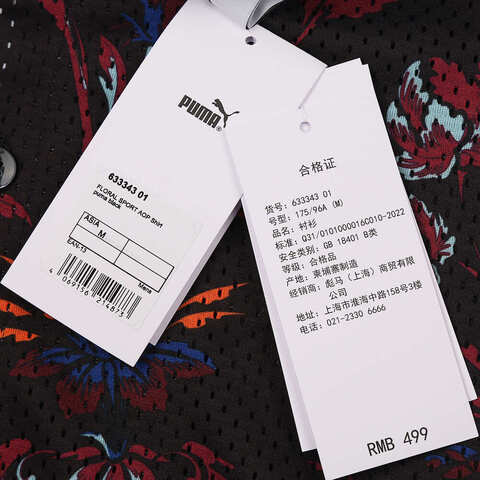 PUMA
633343 01
FLORAL SPORT AOP Shirt
puma black
ASIA
M
EAN-13
Mens
合格证
货号: 633343 01
号型: 175/96A (M)
品名: 衬衫
标准: Q31/0101000016C010-2022
安全类别: GB 18401 B类
等级: 合格品
产地: 柬埔寨制造
经销商: 彪马（上海）商贸有限
公司
地址: 上海市淮海中路158号3楼
电话: 021-2330 6666
RMB 499